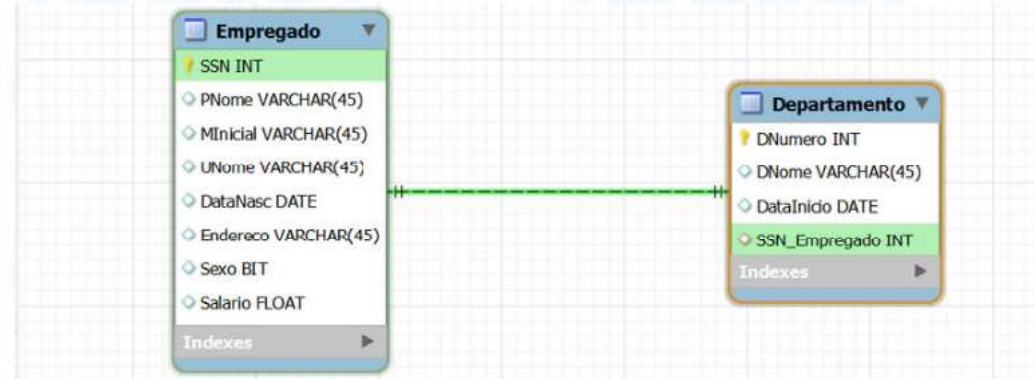 Empregado
SSN INT
PNome VARCHAR(45)
MInicial VARCHAR(45)
UNome VARCHAR(45)
DataNasc DATE
Endereco VARCHAR(45)
Sexo BIT
Salario FLOAT
Indexes
Departamento
DNumero INT
DNome VARCHAR(45)
DataInicio DATE
SSN_Empregado INT
Indexes